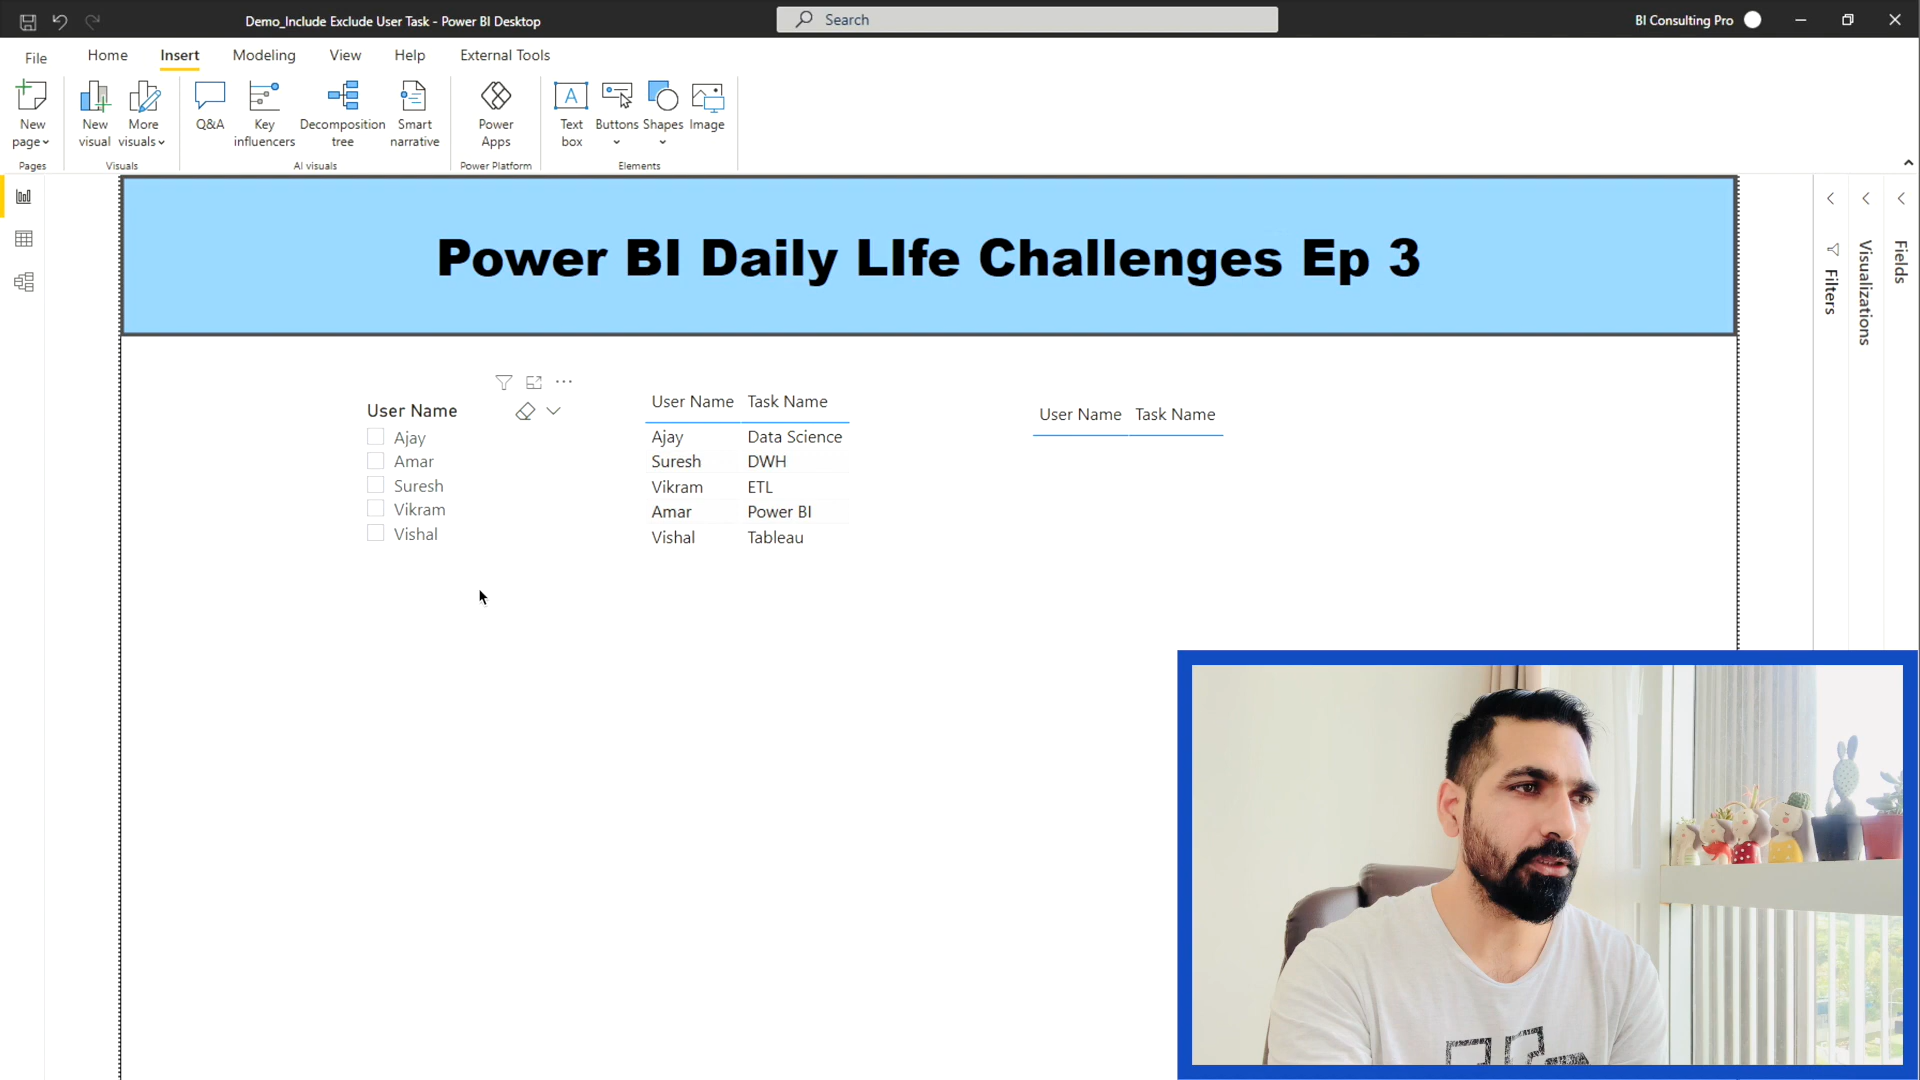 Demo_Include Exclude User Task - Power BI Desktop
Search
BI Consulting Pro
File
Home
Insert
Modeling
View
Help
External Tools
New page
New visual
More visuals
Q&A
Key influencers
Decomposition tree
Smart narrative
Power Apps
Text box
Buttons
Shapes
Image
Pages
Visuals
AI visuals
Power Platform
Elements
Power BI Daily LIfe Challenges Ep 3
Filters
Visualizations
Fields
User Name
Ajay
Amar
Suresh
Vikram
Vishal
User Name Task Name
Ajay Data Science
Suresh DWH
Vikram ETL
Amar Power BI
Vishal Tableau
User Name Task Name